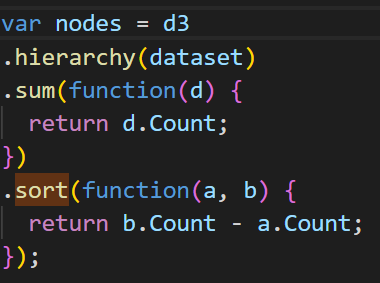 var nodes = d3
.hierarchy(dataset)
.sum(function(d) {
  return d.Count;
})
.sort(function(a, b) {
  return b.Count - a.Count;
});